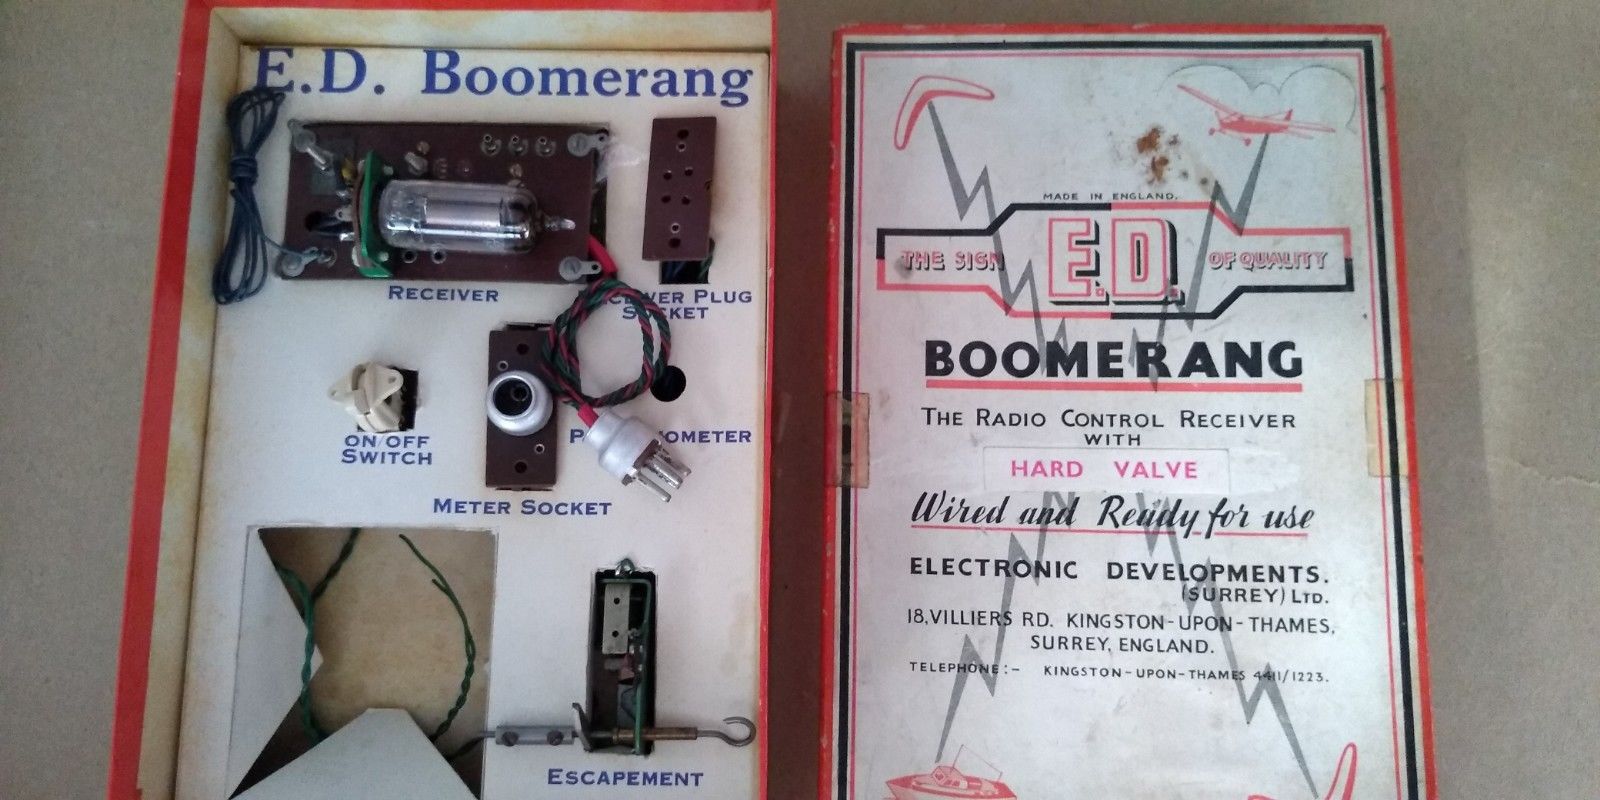 E.D. Boomerang
RECEIVER
PLUG
ON/OFF
SWITCH
METER SOCKET
ESCAPEMENT
MADE IN ENGLAND.
THE SIGN E.D. OF QUALITY
BOOMERANG
THE RADIO CONTROL RECEIVER
WITH
HARD VALVE
Wired and Ready for use
ELECTRONIC DEVELOPMENTS.
(SURREY) LTD.
18, VILLIERS RD. KINGSTON-UPON-THAMES,
SURREY, ENGLAND.
TELEPHONE:- KINGSTON-UPON-THAMES 4411/1223.